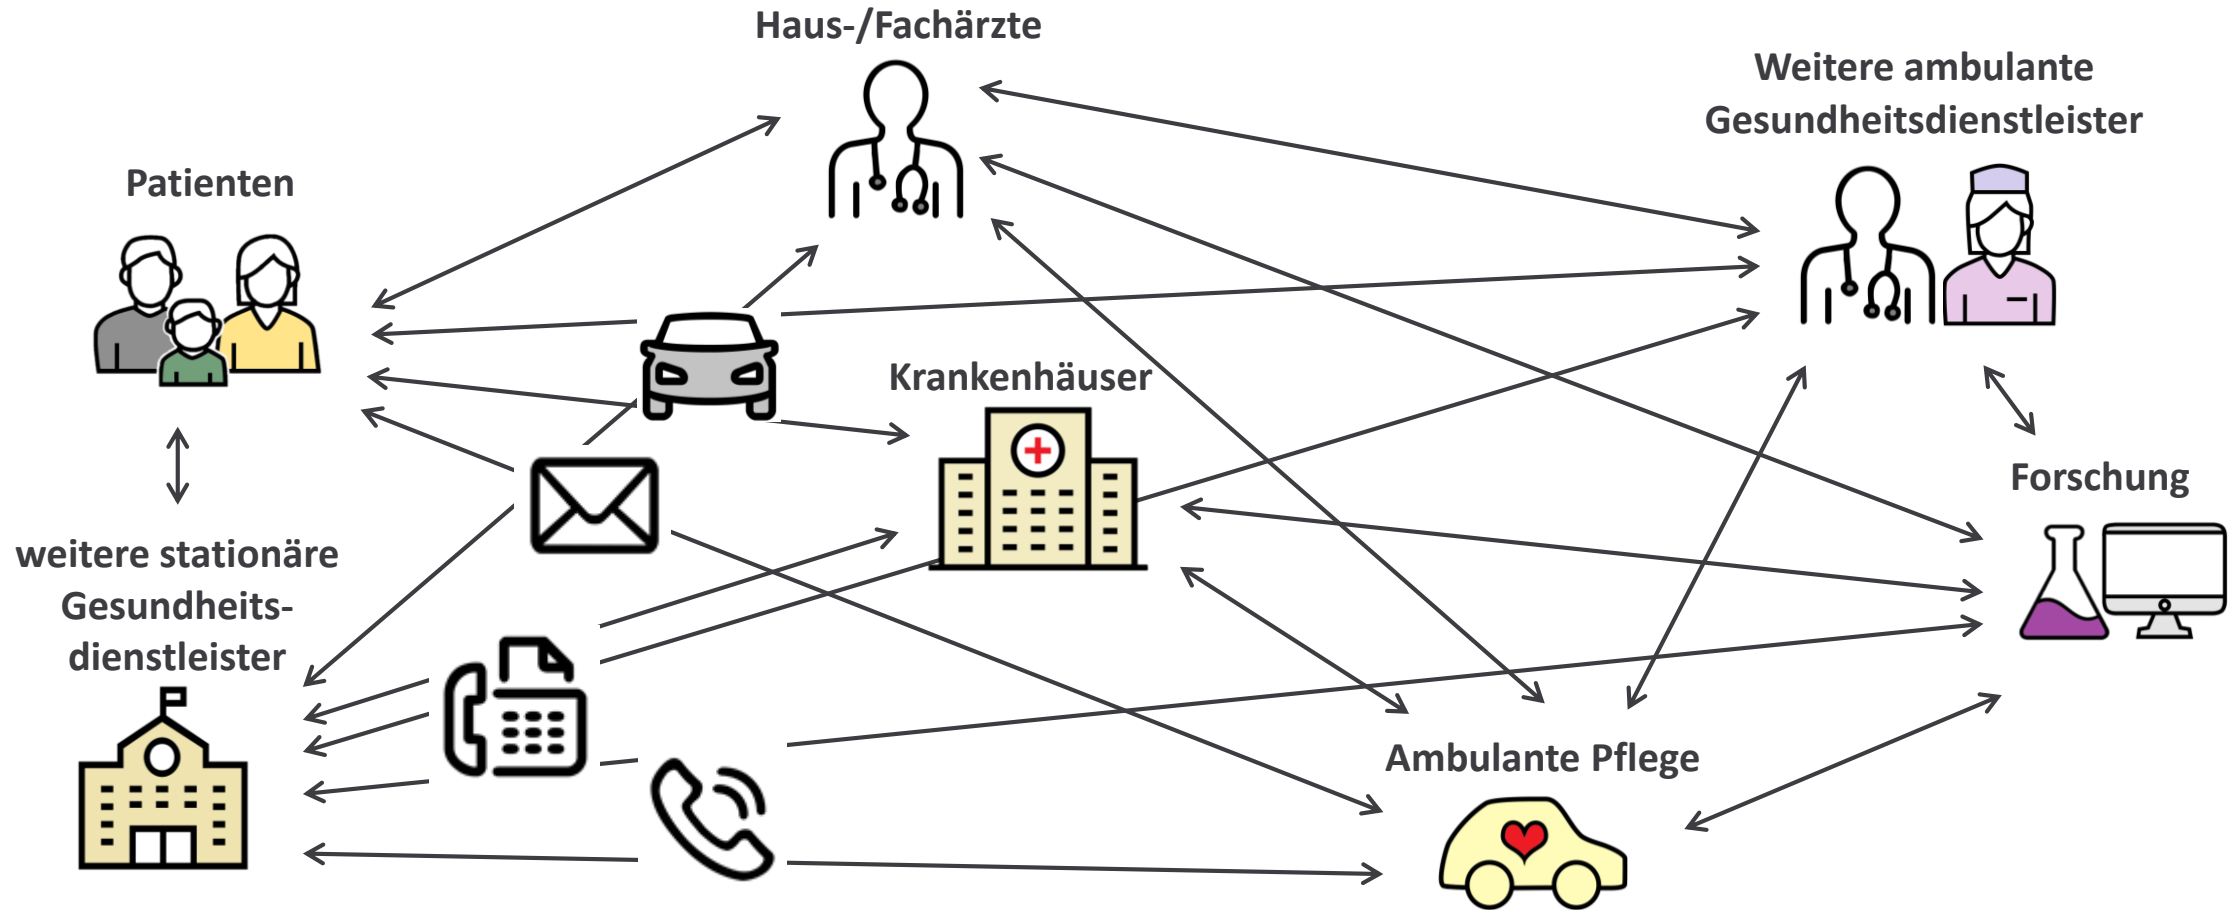 Haus-/Fachärzte
Weitere ambulante
Gesundheitsdienstleister
Patienten
Krankenhäuser
Forschung
weitere stationäre
Gesundheits-
dienstleister
Ambulante Pflege